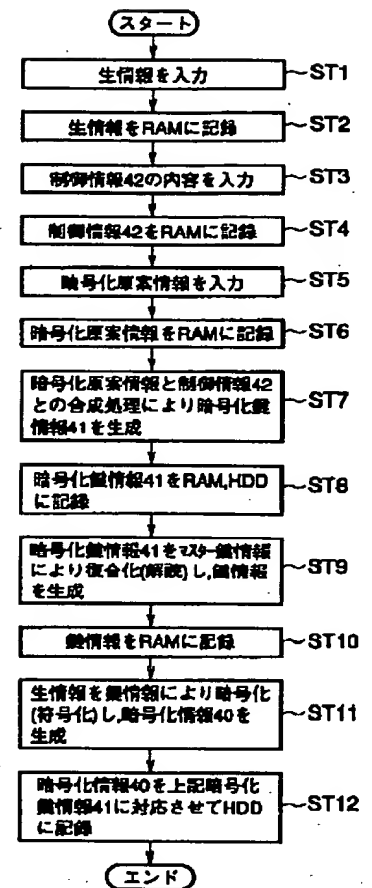 スタート
生情報を入力
ST1
生情報をRAMに記録
ST2
制御情報42の内容を入力
ST3
制御情報42をRAMに記録
ST4
暗号化原案情報を入力
ST5
暗号化原案情報をRAMに記録
ST6
暗号化原案情報と制御情報42
との合成処理により暗号化鍵
情報41を生成
ST7
暗号化鍵情報41をRAM,HDD
に記録
ST8
暗号化鍵情報41をマスター鍵情報
により復合化(解読)し,鍵情報
を生成
ST9
鍵情報をRAMに記録
ST10
生情報を鍵情報により暗号化
(符号化)し,暗号化情報40を
生成
ST11
暗号化情報40を上記暗号化
鍵情報41に対応させてHDD
に記録
ST12
エンド